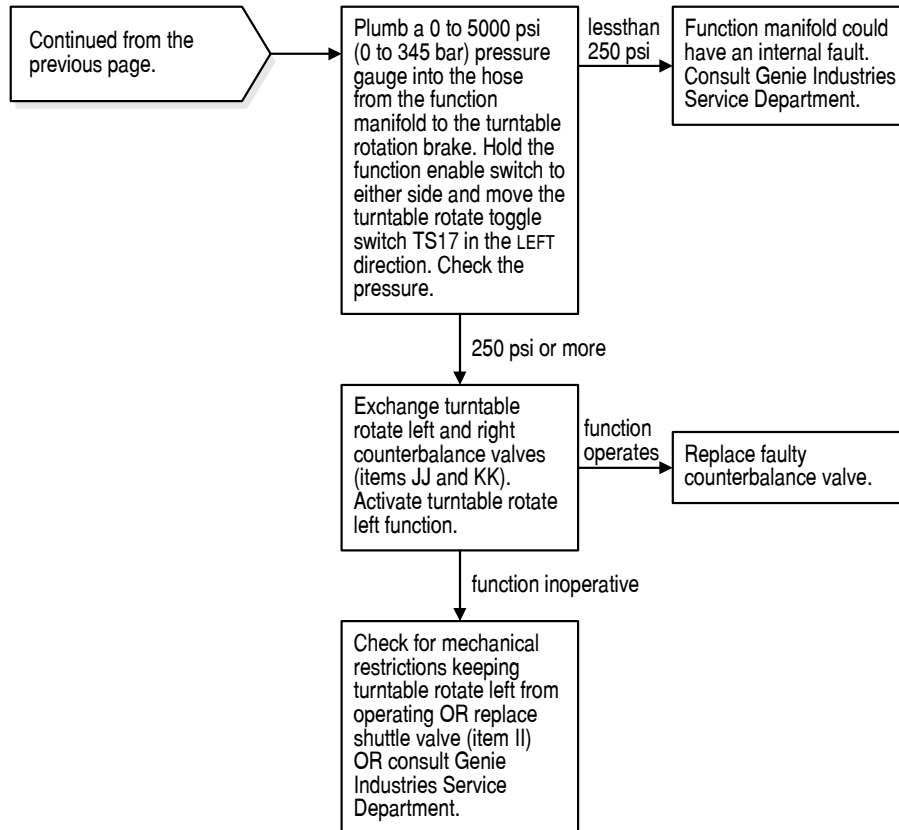 Continued from the
previous page.
Plumb a 0 to 5000 psi
(0 to 345 bar) pressure
gauge into the hose
from the function
manifold to the turntable
rotation brake. Hold the
function enable switch to
either side and move the
turntable rotate toggle
switch TS17 in the LEFT
direction. Check the
pressure.
lessthan
250 psi
Function manifold could
have an internal fault.
Consult Genie Industries
Service Department.
250 psi or more
Exchange turntable
rotate left and right
counterbalance valves
(items JJ and KK).
Activate turntable rotate
left function.
function
operates
Replace faulty
counterbalance valve.
function inoperative
Check for mechanical
restrictions keeping
turntable rotate left from
operating OR replace
shuttle valve (item II)
OR consult Genie
Industries Service
Department.